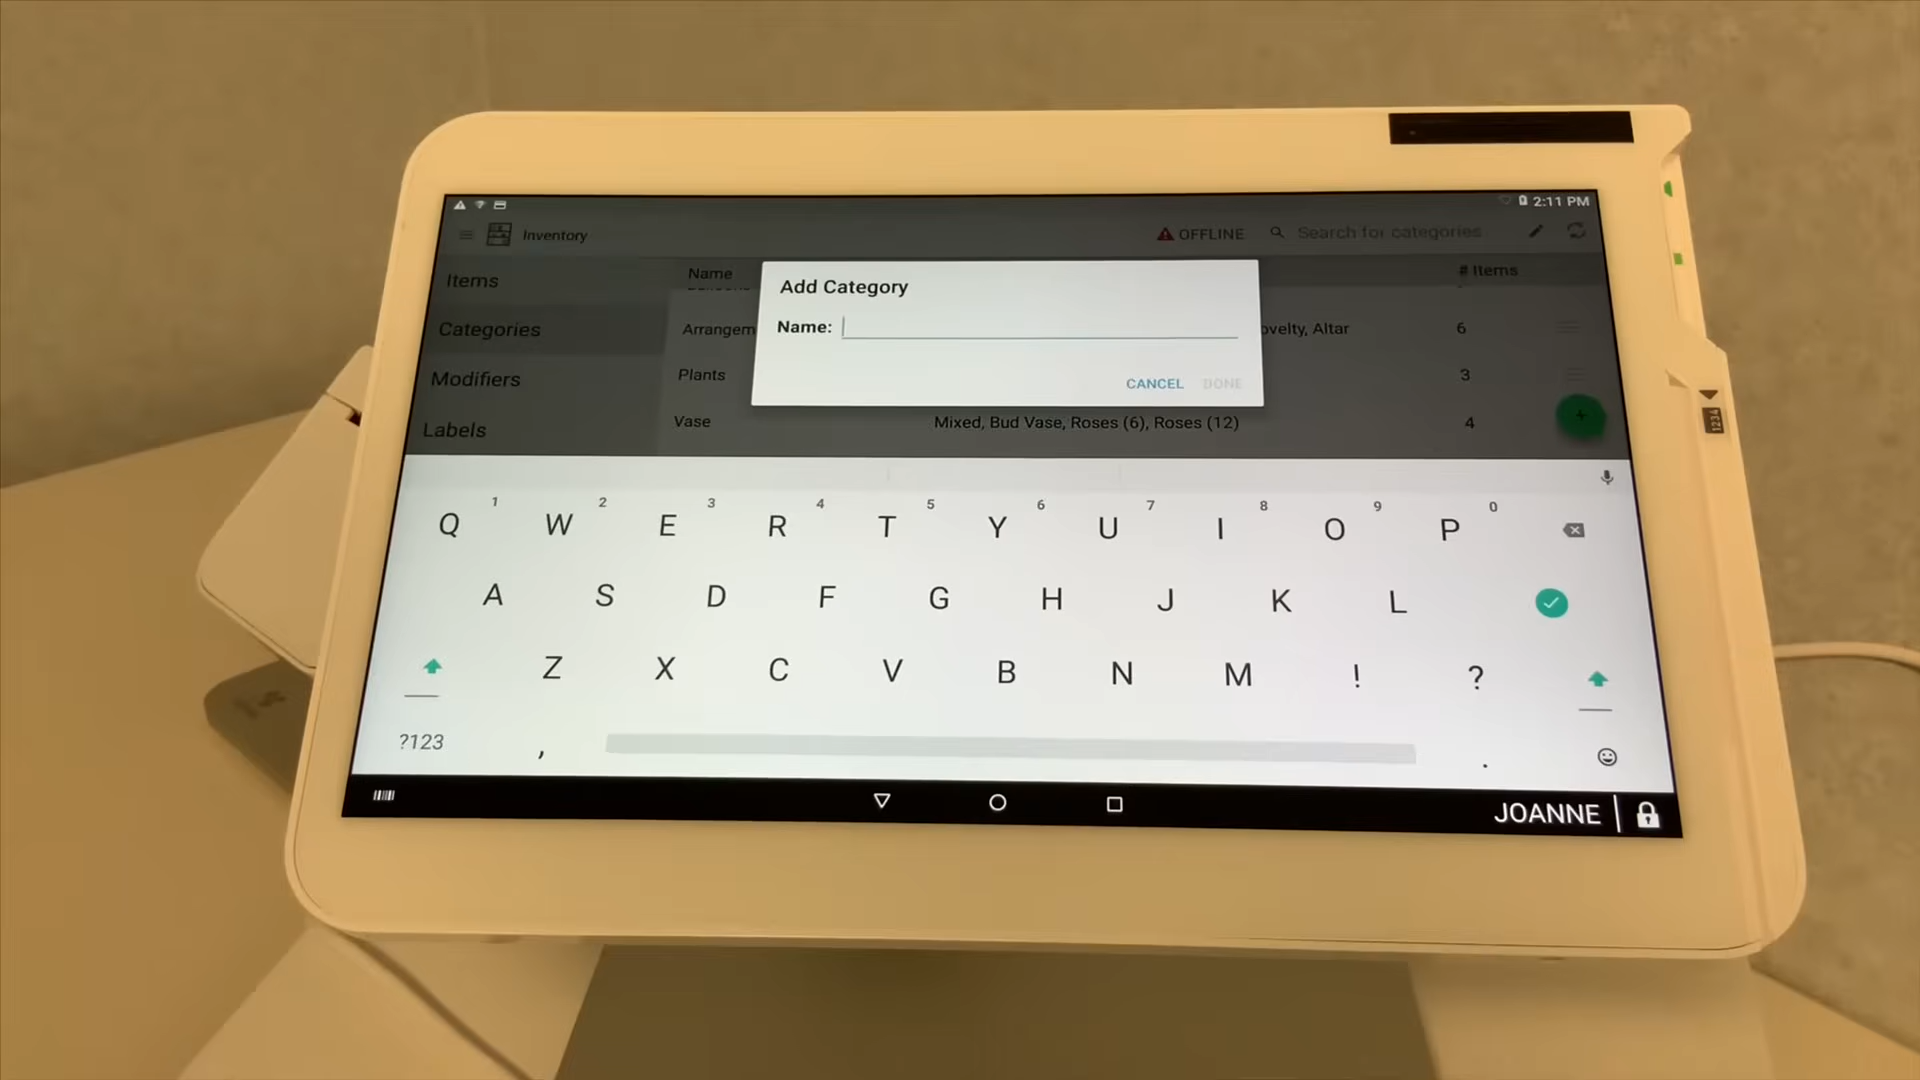 2:11 PM
Inventory
OFFLINE
Search for categories
Items
Categories
Modifiers
Labels
Name
# Items
Arrangem
ovelty, Altar
6
Plants
3
Vase
Mixed, Bud Vase, Roses (6), Roses (12)
4
Add Category
Name:
CANCEL
DONE
+
1 2 3 4 5 6 7 8 9 0
Q W E R T Y U I O P
A S D F G H J K L
Z X C V B N M ! ?
?123 , .
JOANNE
1234